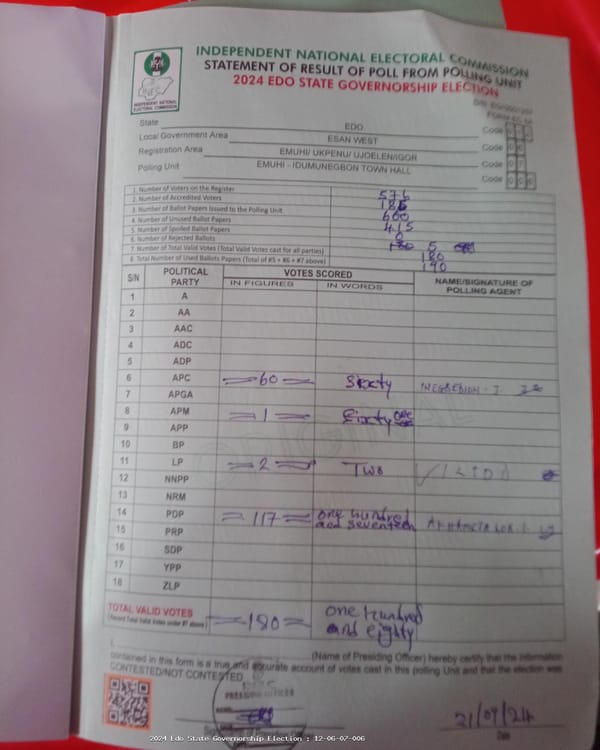 INEC
INDEPENDENT NATIONAL
ELECTORAL COMMISSION
INDEPENDENT NATIONAL ELECTORAL COMMISSION
STATEMENT OF RESULT OF POLL FROM POLLING UNIT
2024 EDO STATE GOVERNORSHIP ELECTION
State EDO Code
Local Government Area ESAN WEST Code
Registration Area EMUHI/ UKPENU/ UJOELEN/IGOR Code
Polling Unit EMUHI - IDUMUNEGBON TOWN HALL Code
1. Number of Voters on the Register 576
2. Number of Accredited Voters
3. Number of Ballot Papers Issued to the Polling Unit 600
4. Number of Unused Ballot Papers 415
5. Number of Spoiled Ballot Papers 0
6. Number of Rejected Ballots 5
7. Number of Total Valid Votes (Total Valid Votes cast for all parties) 180
8. Total Number of Used Ballots Papers (Total of #5 + #6 + #7 above) 190
S/N POLITICAL PARTY VOTES SCORED NAME/SIGNATURE OF POLLING AGENT
IN FIGURES IN WORDS
1 A
2 AA
3 AAC
4 ADC
5 ADP
6 APC 60 Sixty
7 APGA
8 APM 1 one
9 APP
10 BP
11 LP 2 Two
12 NNPP
13 NRM
14 PDP 117 one hundred and seventeen
15 PRP
16 SDP
17 YPP
18 ZLP
TOTAL VALID VOTES 180 one hundred and eighty
(Record Total Valid Votes under #7 above)
I, (Name of Presiding Officer) hereby certify that the information
contained in this form is a true and accurate account of votes cast in this polling Unit and that the election was
CONTESTED/NOT CONTESTED
PRESIDING OFFICER
21/09/24
Date
2024 Edo State Governorship Election : 12-06-07-006